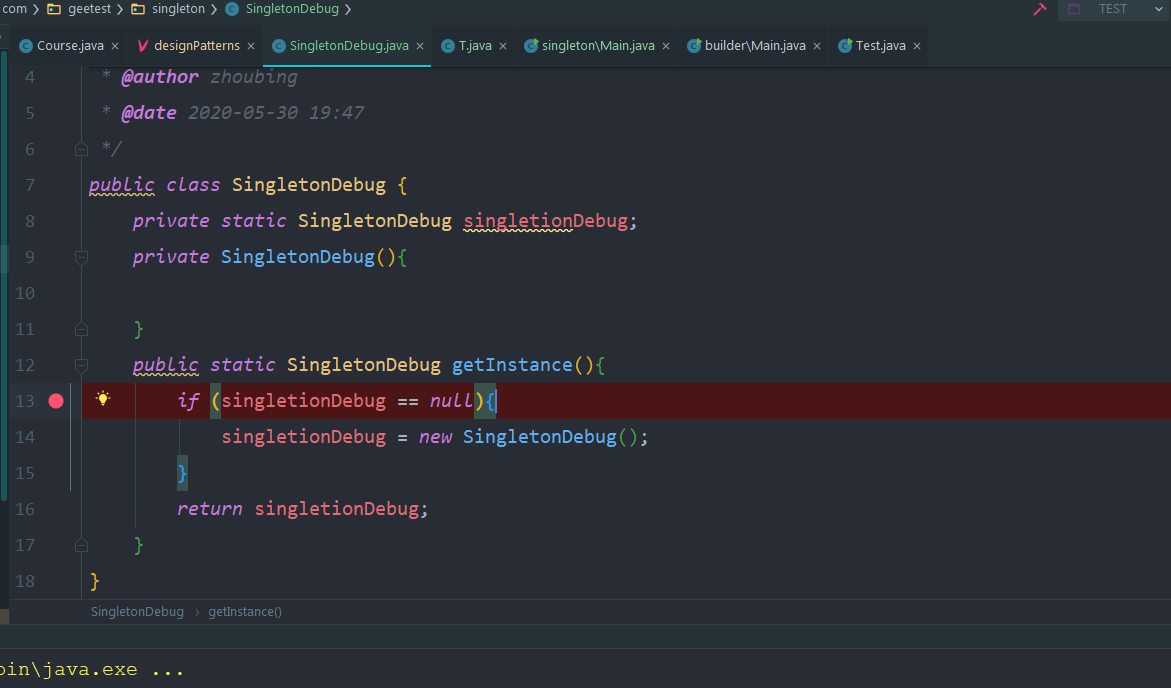 com > geetest > singleton > SingletonDebug >
TEST
Course.java × designPatterns × SingletonDebug.java × T.java × singleton\Main.java × builder\Main.java × Test.java ×
4 * @author zhoubing
5 * @date 2020-05-30 19:47
6 */
7 public class SingletonDebug {
8 private static SingletonDebug singletionDebug;
9 private SingletonDebug(){
10
11 }
12 public static SingletonDebug getInstance(){
13 if (singletionDebug == null){
14 singletionDebug = new SingletonDebug();
15 }
16 return singletionDebug;
17 }
18 }
SingletonDebug > getInstance()
bin\java.exe ...